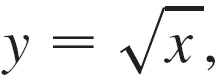 y = √x,